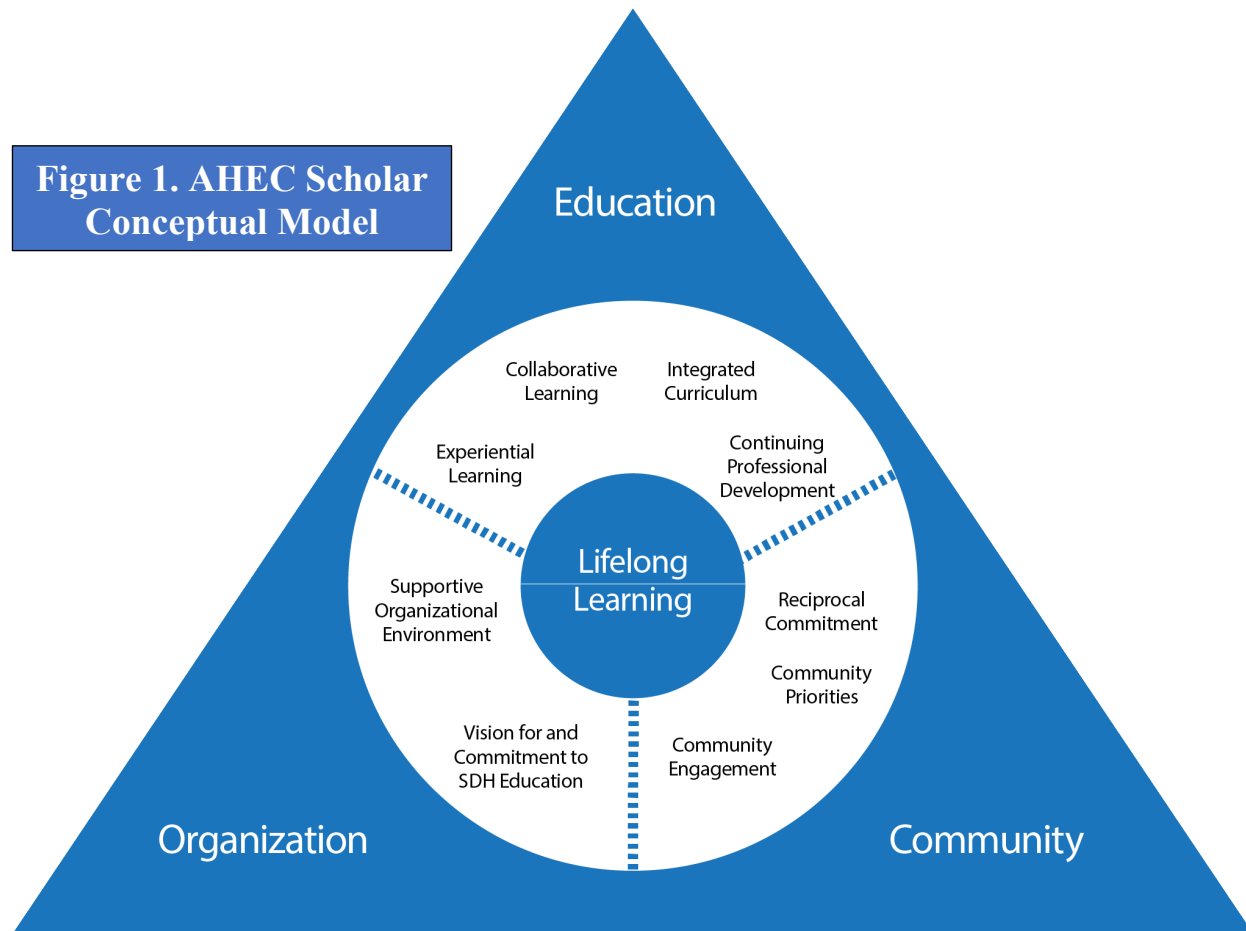 Figure 1. AHEC Scholar
Conceptual Model
Education
Collaborative
Learning
Integrated
Curriculum
Experiential
Learning
Continuing
Professional
Development
Lifelong
Learning
Supportive
Organizational
Environment
Reciprocal
Commitment
Community
Priorities
Vision for and
Commitment to
SDH Education
Community
Engagement
Organization
Community